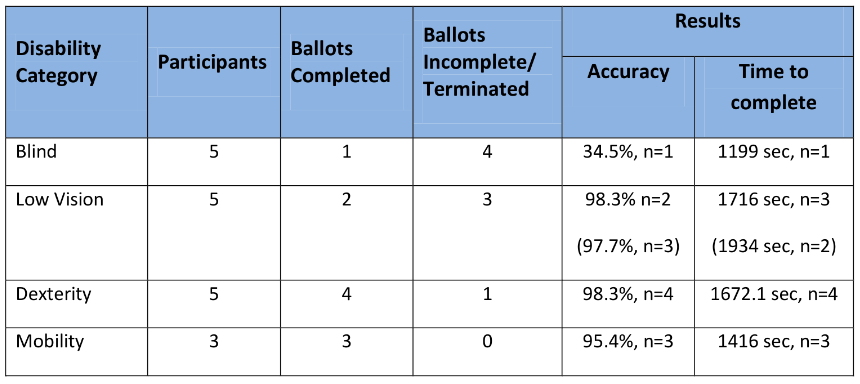 Disability Category Participants Ballots Completed Ballots Incomplete/ Terminated Results
Accuracy Time to complete
Blind 5 1 4 34.5%, n=1 1199 sec, n=1
Low Vision 5 2 3 98.3% n=2 1716 sec, n=3
(97.7%, n=3) (1934 sec, n=2)
Dexterity 5 4 1 98.3%, n=4 1672.1 sec, n=4
Mobility 3 3 0 95.4%, n=3 1416 sec, n=3